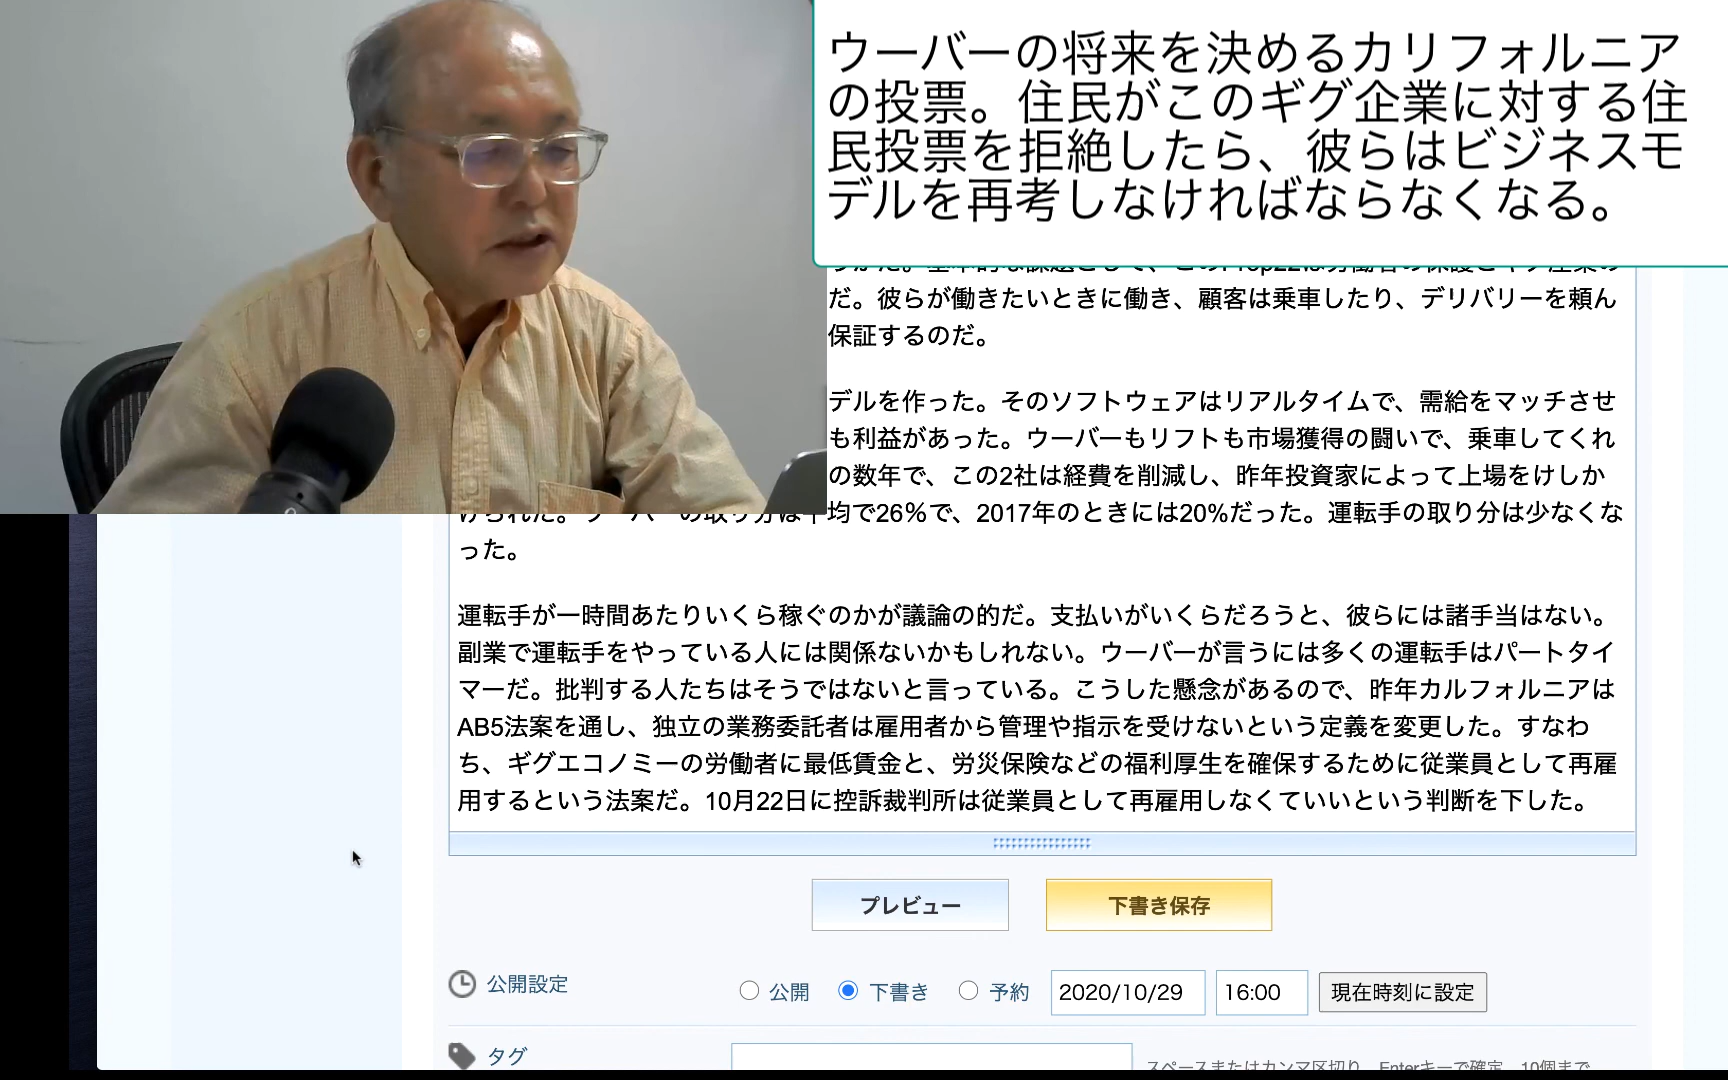 ウーバーの将来を決めるカリフォルニア
の投票。住民がこのギグ企業に対する住
民投票を拒絶したら、彼らはビジネスモ
デルを再考しなければならなくなる。
だ。彼らが働きたいときに働き、顧客は乗車したり、デリバリーを頼ん
保証するのだ。
デルを作った。そのソフトウェアはリアルタイムで、需給をマッチさせ
も利益があった。ウーバーもリフトも市場獲得の闘いで、乗車してくれ
の数年で、この2社は経費を削減し、昨年投資家によって上場をけしか
均で26%で、2017年のときには20%だった。運転手の取り分は少なくな
った。
運転手が一時間あたりいくら稼ぐのかが議論の的だ。支払いがいくらだろうと、彼らには諸手当はない。
副業で運転手をやっている人には関係ないかもしれない。ウーバーが言うには多くの運転手はパートタイ
マーだ。批判する人たちはそうではないと言っている。こうした懸念があるので、昨年カルフォルニアは
AB5法案を通し、独立の業務委託者は雇用者から管理や指示を受けないという定義を変更した。すなわ
ち、ギグエコノミーの労働者に最低賃金と、労災保険などの福利厚生を確保するために従業員として再雇
用するという法案だ。10月22日に控訴裁判所は従業員として再雇用しなくていいという判断を下した。
プレビュー 下書き保存
公開設定 公開 下書き 予約 2020/10/29 16:00 現在時刻に設定
タグ スペースまたはカンマ区切り、Enterキーで確定、10個まで